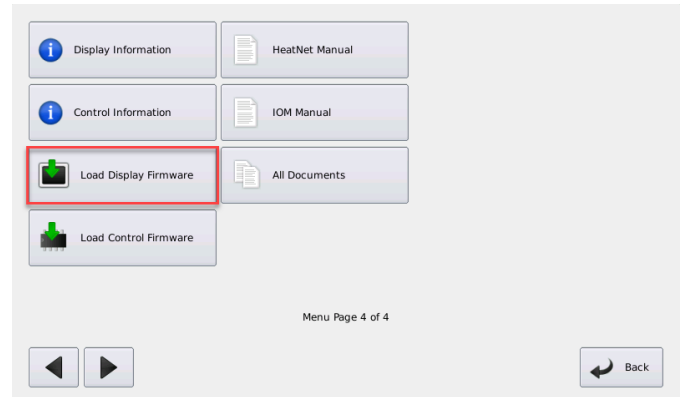 Display Information
HeatNet Manual
Control Information
IOM Manual
Load Display Firmware
All Documents
Load Control Firmware
Menu Page 4 of 4
Back